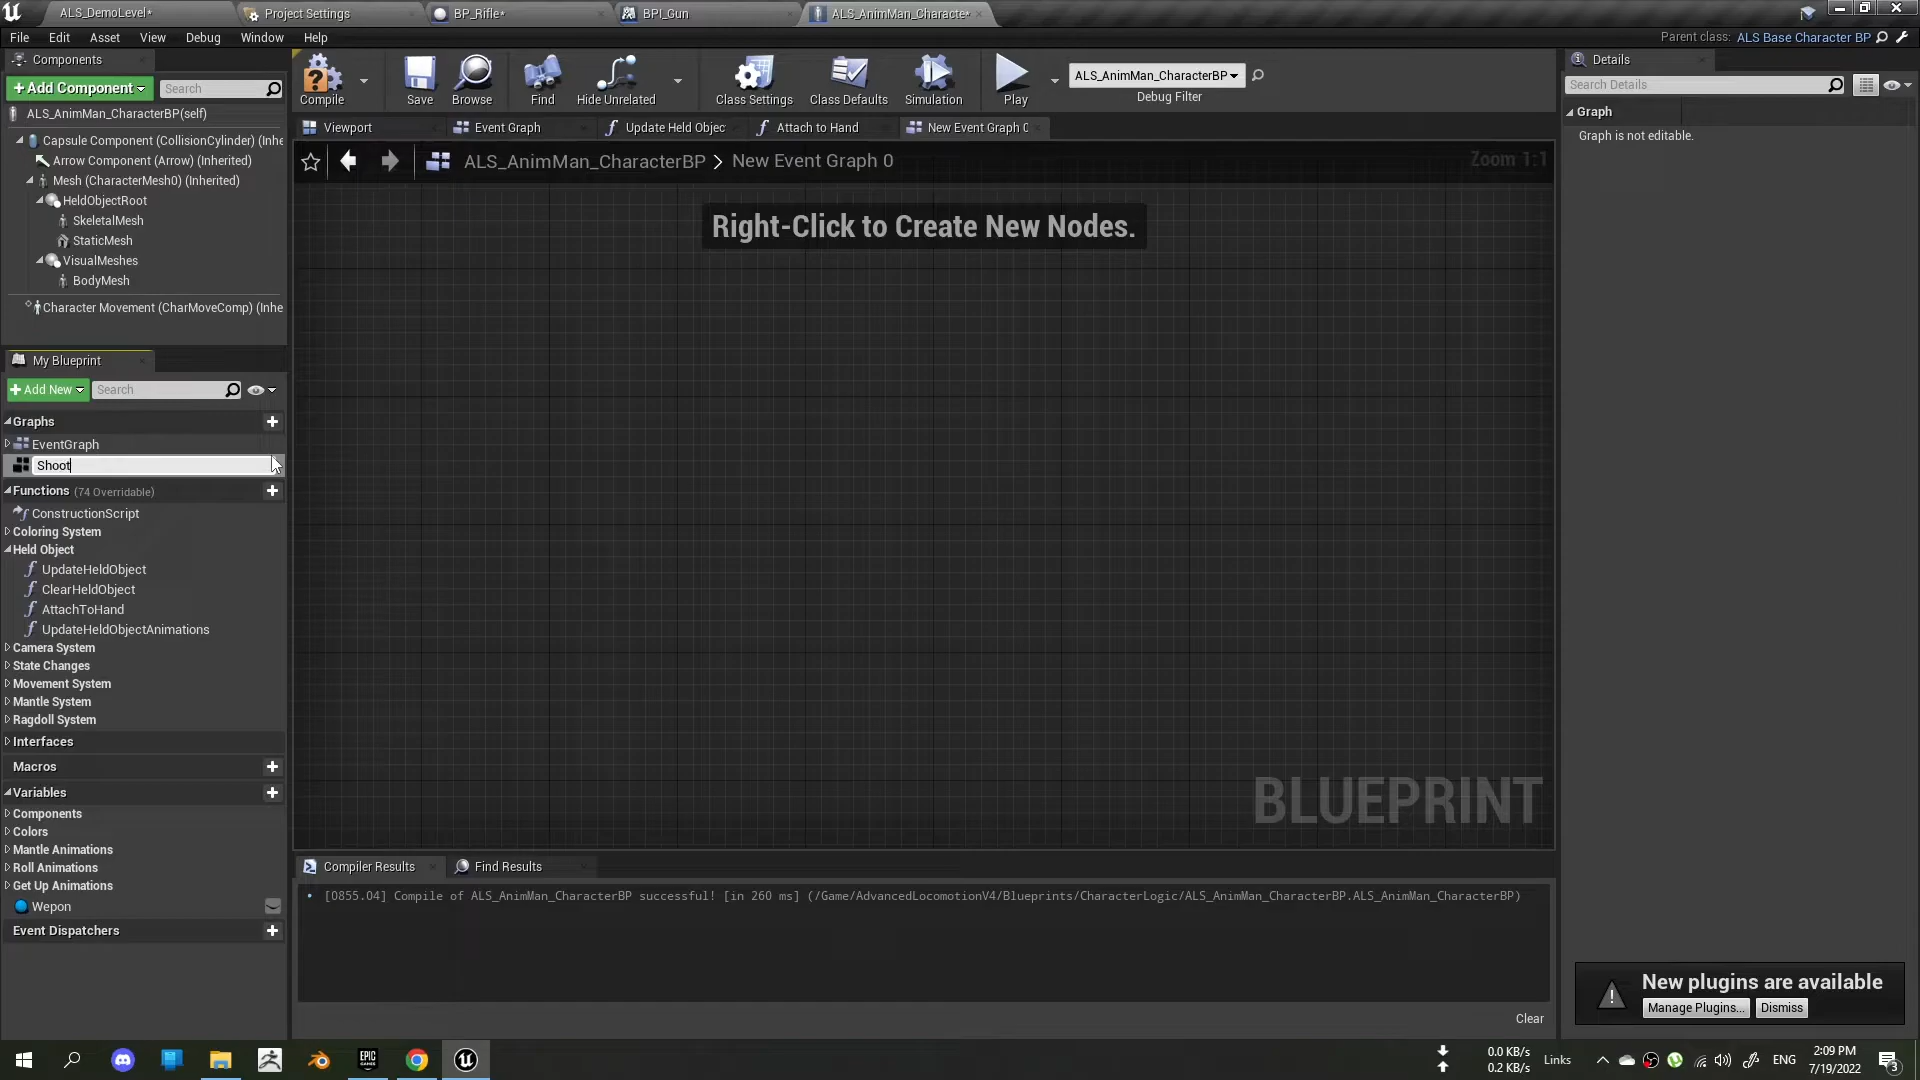 ALS_DemoLevel*
Project Settings
BP_Rifle*
BPI_Gun
ALS_AnimMan_Characte*
File Edit Asset View Debug Window Help
Parent class: ALS Base Character BP
Components
+ Add Component
Search
ALS_AnimMan_CharacterBP(self)
Capsule Component (CollisionCylinder) (Inhe
Arrow Component (Arrow) (Inherited)
Mesh (CharacterMesh0) (Inherited)
HeldObjectRoot
SkeletalMesh
StaticMesh
VisualMeshes
BodyMesh
Character Movement (CharMoveComp) (Inhe
Compile
Save
Browse
Find
Hide Unrelated
Class Settings
Class Defaults
Simulation
Play
ALS_AnimMan_CharacterBP
Debug Filter
Viewport
Event Graph
Update Held Objec
Attach to Hand
New Event Graph 0
ALS_AnimMan_CharacterBP > New Event Graph 0
Zoom 1:1
Right-Click to Create New Nodes.
BLUEPRINT
My Blueprint
+ Add New
Search
Graphs
EventGraph
Shoot
Functions (74 Overridable)
ConstructionScript
Coloring System
Held Object
UpdateHeldObject
ClearHeldObject
AttachToHand
UpdateHeldObjectAnimations
Camera System
State Changes
Movement System
Mantle System
Ragdoll System
Interfaces
Macros
Variables
Components
Colors
Mantle Animations
Roll Animations
Get Up Animations
Wepon
Event Dispatchers
Compiler Results
Find Results
[0855.04] Compile of ALS_AnimMan_CharacterBP successful! [in 260 ms] (/Game/AdvancedLocomotionV4/Blueprints/CharacterLogic/ALS_AnimMan_CharacterBP.ALS_AnimMan_CharacterBP)
Clear
Details
Search Details
Graph
Graph is not editable.
New plugins are available
Manage Plugins...
Dismiss
EPIC GAMES
0.0 KB/s
0.2 KB/s
Links
ENG
2:09 PM
7/19/2022
3